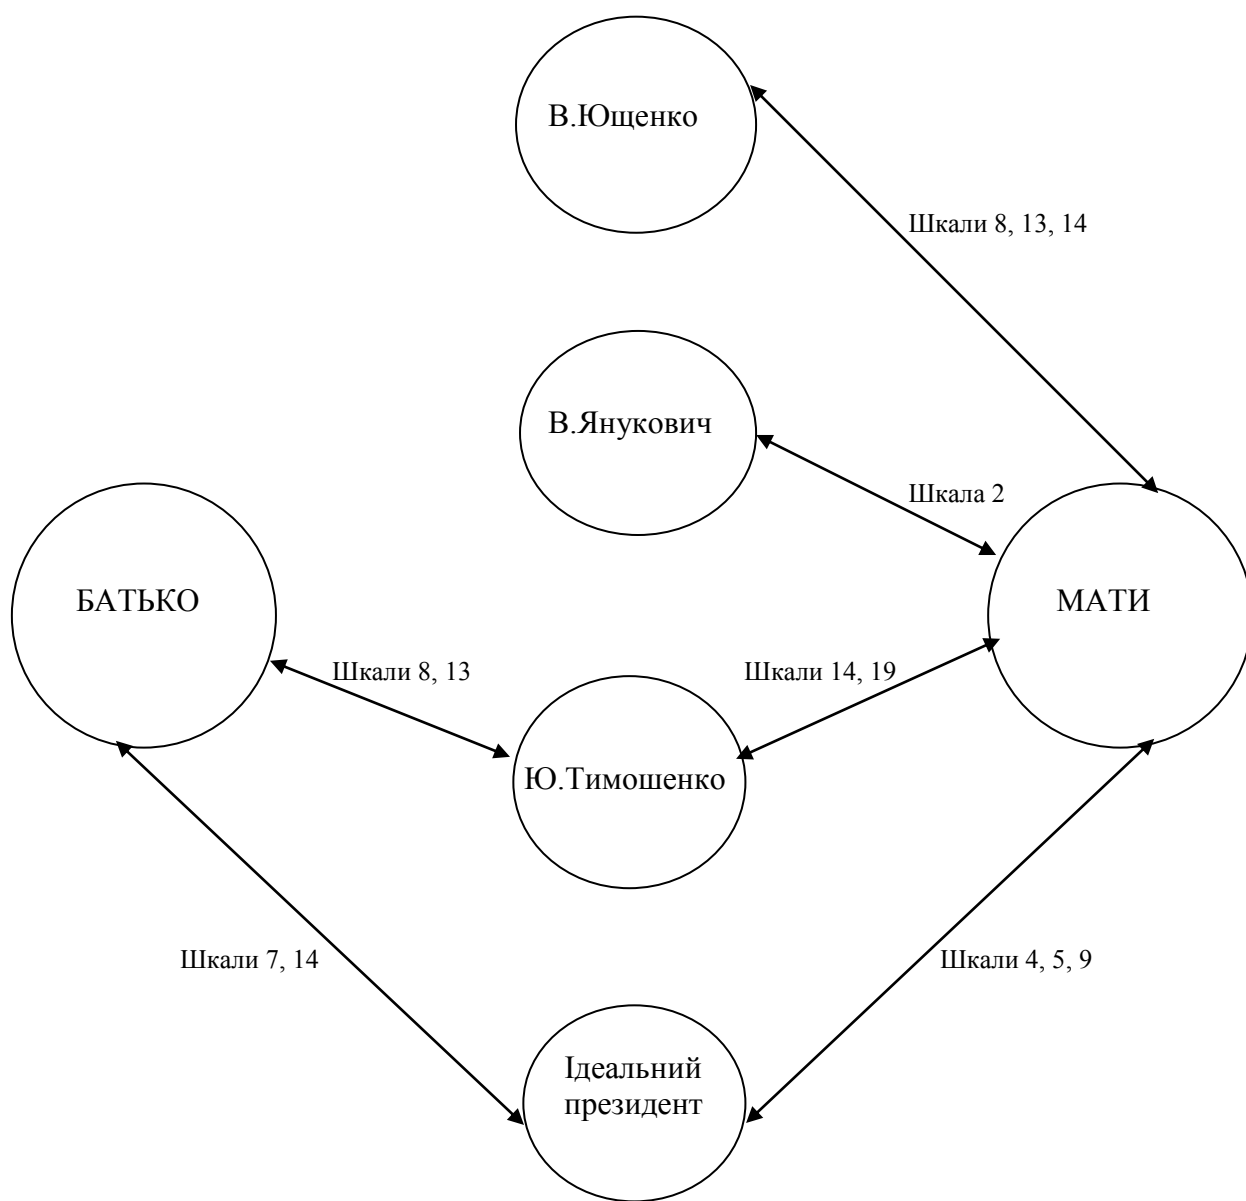 В.Ющенко
Шкали 8, 13, 14
В.Янукович
Шкала 2
БАТЬКО
МАТИ
Шкали 8, 13
Шкали 14, 19
Ю.Тимошенко
Шкали 7, 14
Шкали 4, 5, 9
Ідеальний
президент